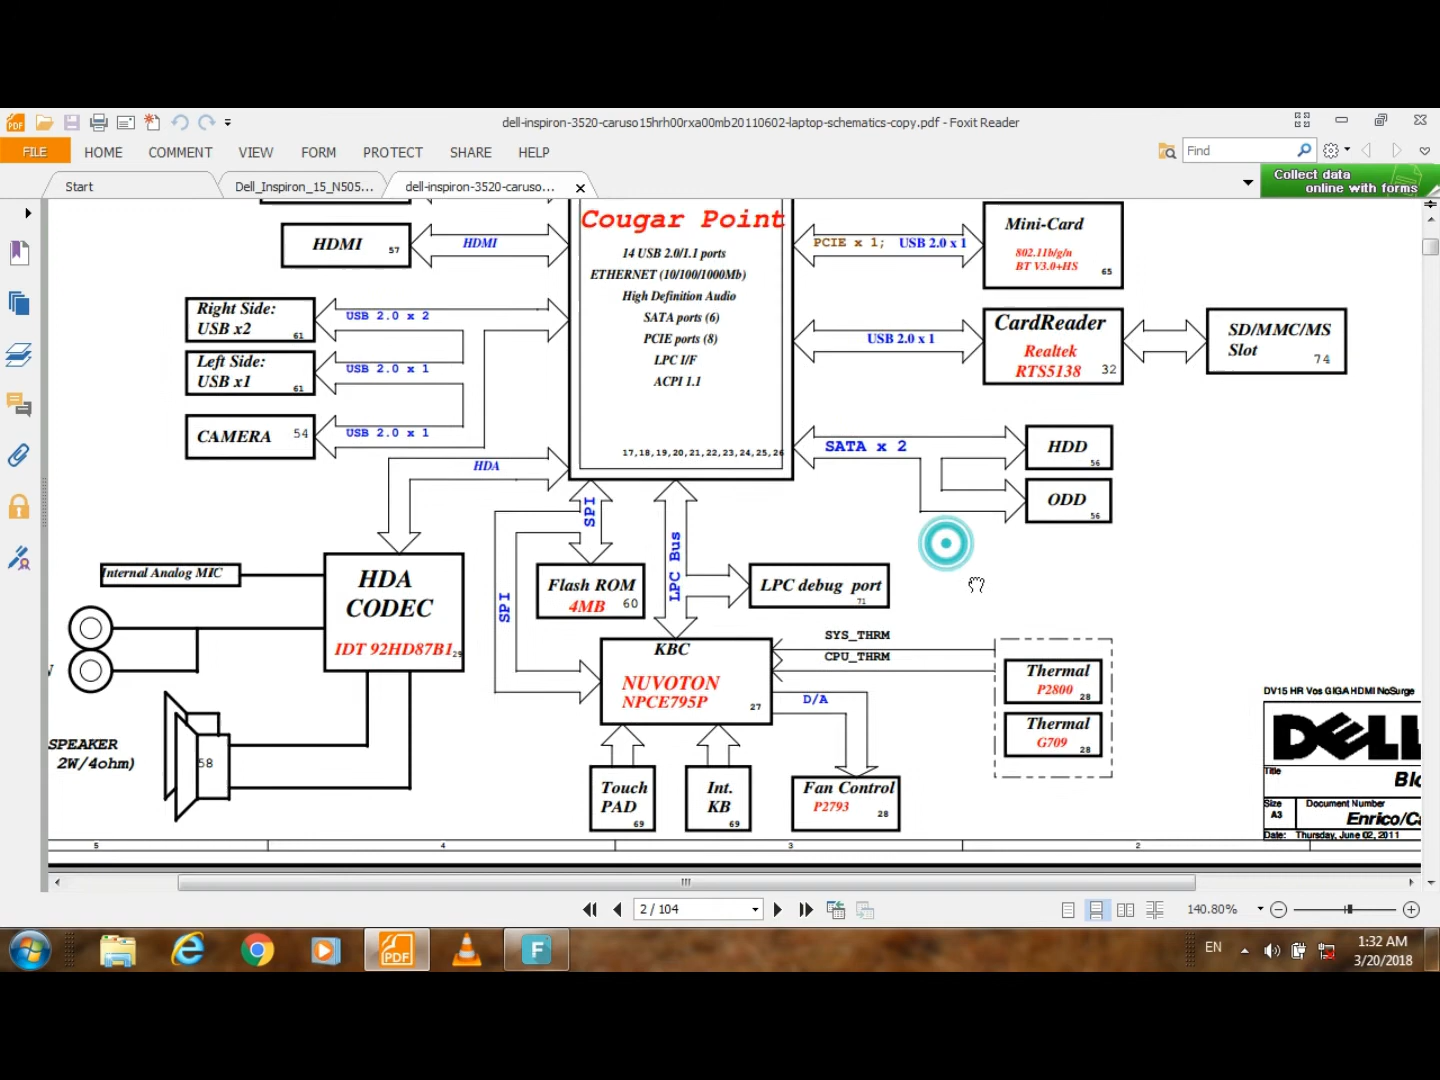 dell-inspiron-3520-caruso15hrh00rxa00mb20110602-laptop-schematics-copy.pdf - Foxit Reader
FILE HOME COMMENT VIEW FORM PROTECT SHARE HELP
Find
Start
Dell_Inspiron_15_N505...
dell-inspiron-3520-caruso...
Collect data
online with forms
Cougar Point
14 USB 2.0/1.1 ports
ETHERNET (10/100/1000Mb)
High Definition Audio
SATA ports (6)
PCIE ports (8)
LPC I/F
ACPI 1.1
17,18,19,20,21,22,23,24,25,26
HDMI 57
HDMI
PCIE x 1; USB 2.0 x 1
Mini-Card
802.11b/g/n
BT V3.0+HS 65
Right Side:
USB x2 61
USB 2.0 x 2
Left Side:
USB x1 61
USB 2.0 x 1
CAMERA 54
USB 2.0 x 1
USB 2.0 x 1
CardReader
Realtek
RTS5138 32
SD/MMC/MS
Slot 74
HDA
SATA x 2
HDD 56
ODD 56
SPI
LPC Bus
SPI
Internal Analog MIC
HDA
CODEC
IDT 92HD87B1 29
Flash ROM
4MB 60
LPC debug port
71
KBC
NUVOTON
NPCE795P
27
SYS_THRM
CPU_THRM
D/A
Thermal
P2800 28
Thermal
G709 28
SPEAKER
2W/4ohm)
58
Touch
PAD
69
Int.
KB
69
Fan Control
P2793 28
DV15 HR Vos GIGA HDMI NoSurge
DELL
Title
Blo
Size
A3
Document Number
Enrico/Ca
Date: Thursday, June 02, 2011
5 4 3 2
2 / 104
140.80%
EN
1:32 AM
3/20/2018